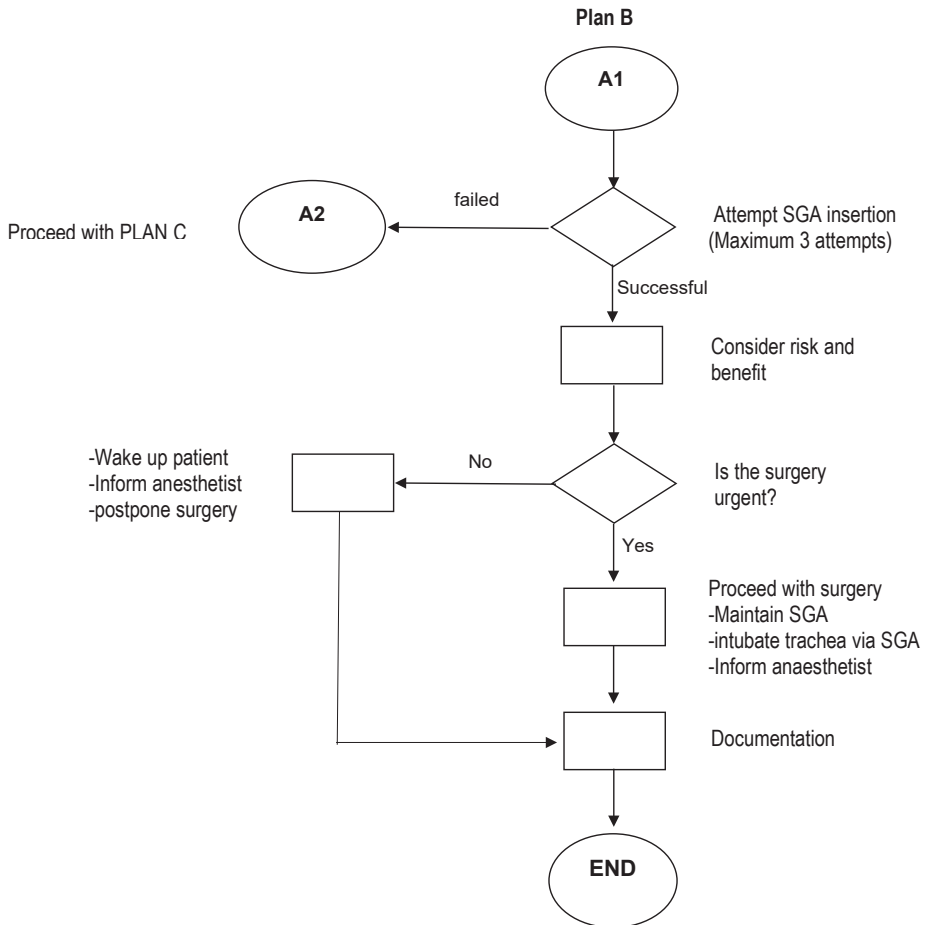 Plan B
A1
failed
A2
Proceed with PLAN C
Attempt SGA insertion
(Maximum 3 attempts)
Successful
Consider risk and
benefit
-Wake up patient
-Inform anesthetist
-postpone surgery
No
Is the surgery
urgent?
Yes
Proceed with surgery
-Maintain SGA
-intubate trachea via SGA
-Inform anaesthetist
Documentation
END